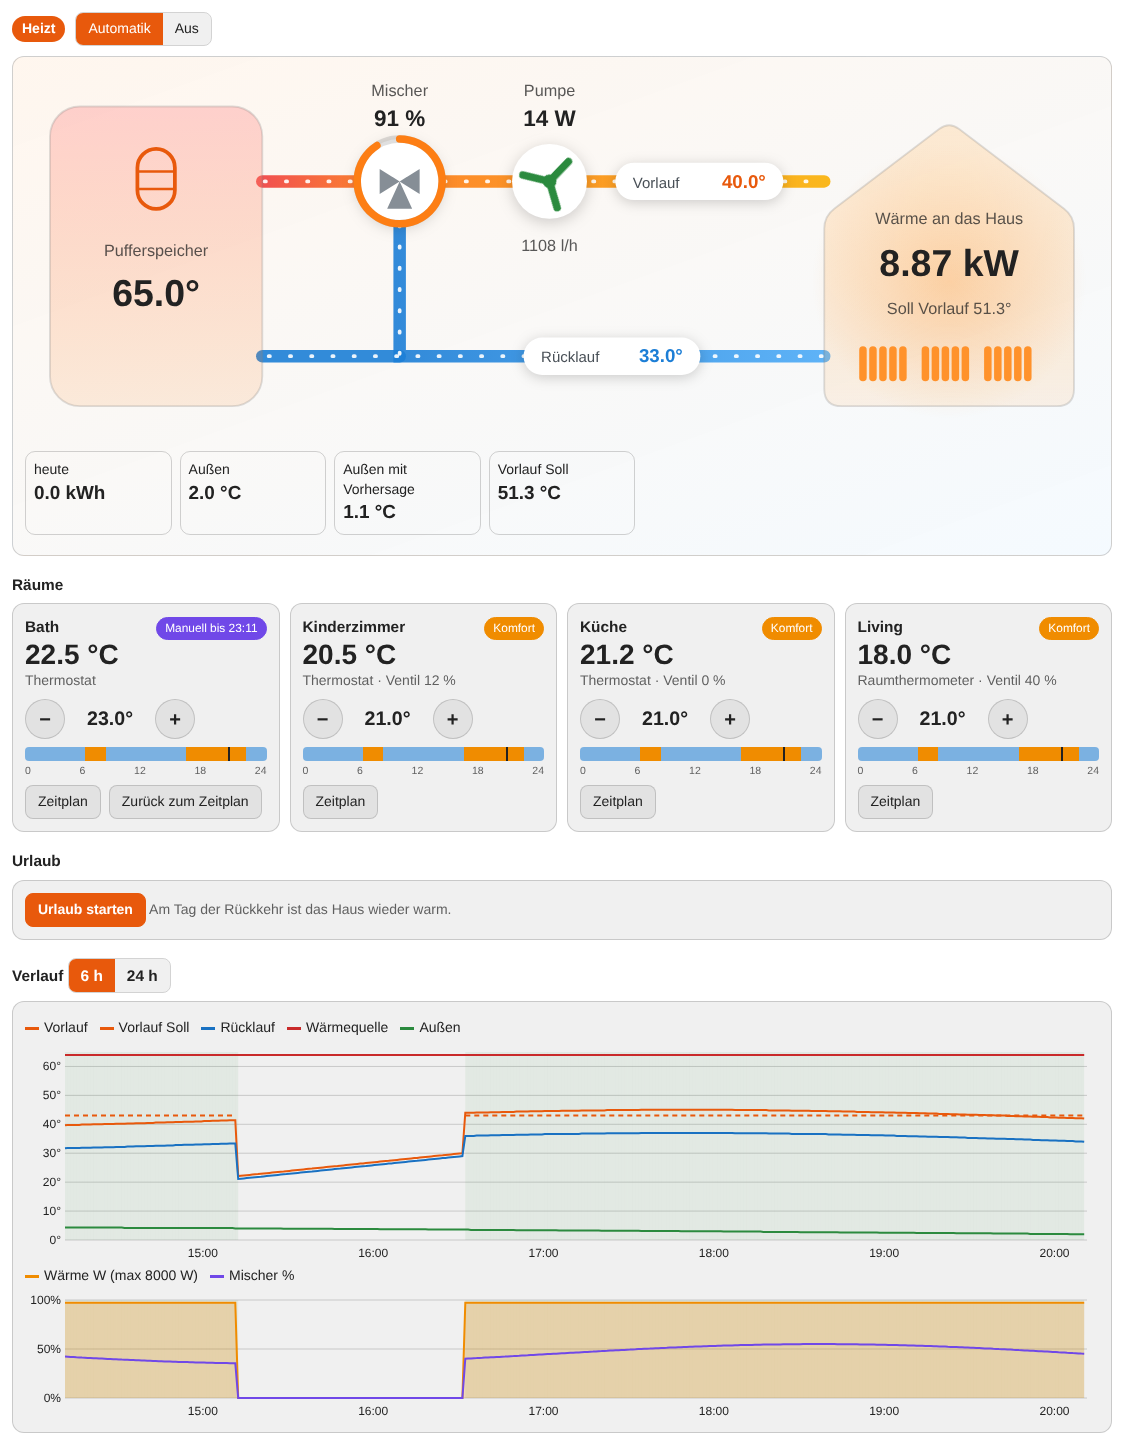 Heizt Automatik Aus
Mischer Pumpe
91 % 14 W
Vorlauf 40.0°
Wärme an das Haus
Pufferspeicher 1108 l/h
8.87 kW
65.0°
Soll Vorlauf 51.3°
Rücklauf 33.0°
heute Außen Außen mit Vorlauf Soll
0.0 kWh 2.0 °C Vorhersage 51.3 °C
1.1 °C
Räume
Bath Manuell bis 23:11
22.5 °C
Thermostat
− 23.0° +
0 6 12 18 24
Zeitplan Zurück zum Zeitplan
Kinderzimmer Komfort
20.5 °C
Thermostat · Ventil 12 %
− 21.0° +
0 6 12 18 24
Zeitplan
Küche Komfort
21.2 °C
Thermostat · Ventil 0 %
− 21.0° +
0 6 12 18 24
Zeitplan
Living Komfort
18.0 °C
Raumthermometer · Ventil 40 %
− 21.0° +
0 6 12 18 24
Zeitplan
Urlaub
Urlaub starten Am Tag der Rückkehr ist das Haus wieder warm.
Verlauf 6 h 24 h
Vorlauf Vorlauf Soll Rücklauf Wärmequelle Außen
60°
50°
40°
30°
20°
10°
0°
15:00 16:00 17:00 18:00 19:00 20:00
Wärme W (max 8000 W) Mischer %
100%
50%
0%
15:00 16:00 17:00 18:00 19:00 20:00